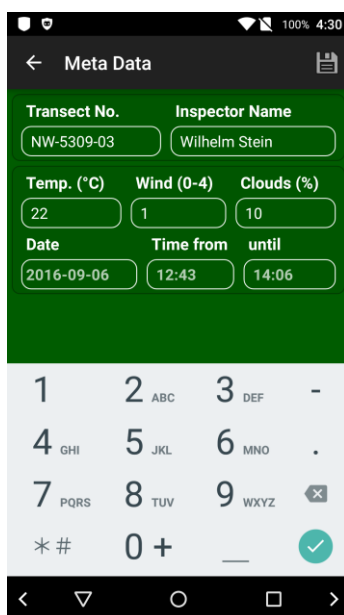 100% 4:30
Meta Data
Transect No. Inspector Name
NW-5309-03 Wilhelm Stein
Temp. (°C) Wind (0-4) Clouds (%)
22 1 10
Date Time from until
2016-09-06 12:43 14:06
1 2 ABC 3 DEF -
4 GHI 5 JKL 6 MNO .
7 PQRS 8 TUV 9 WXYZ
*# 0 + _